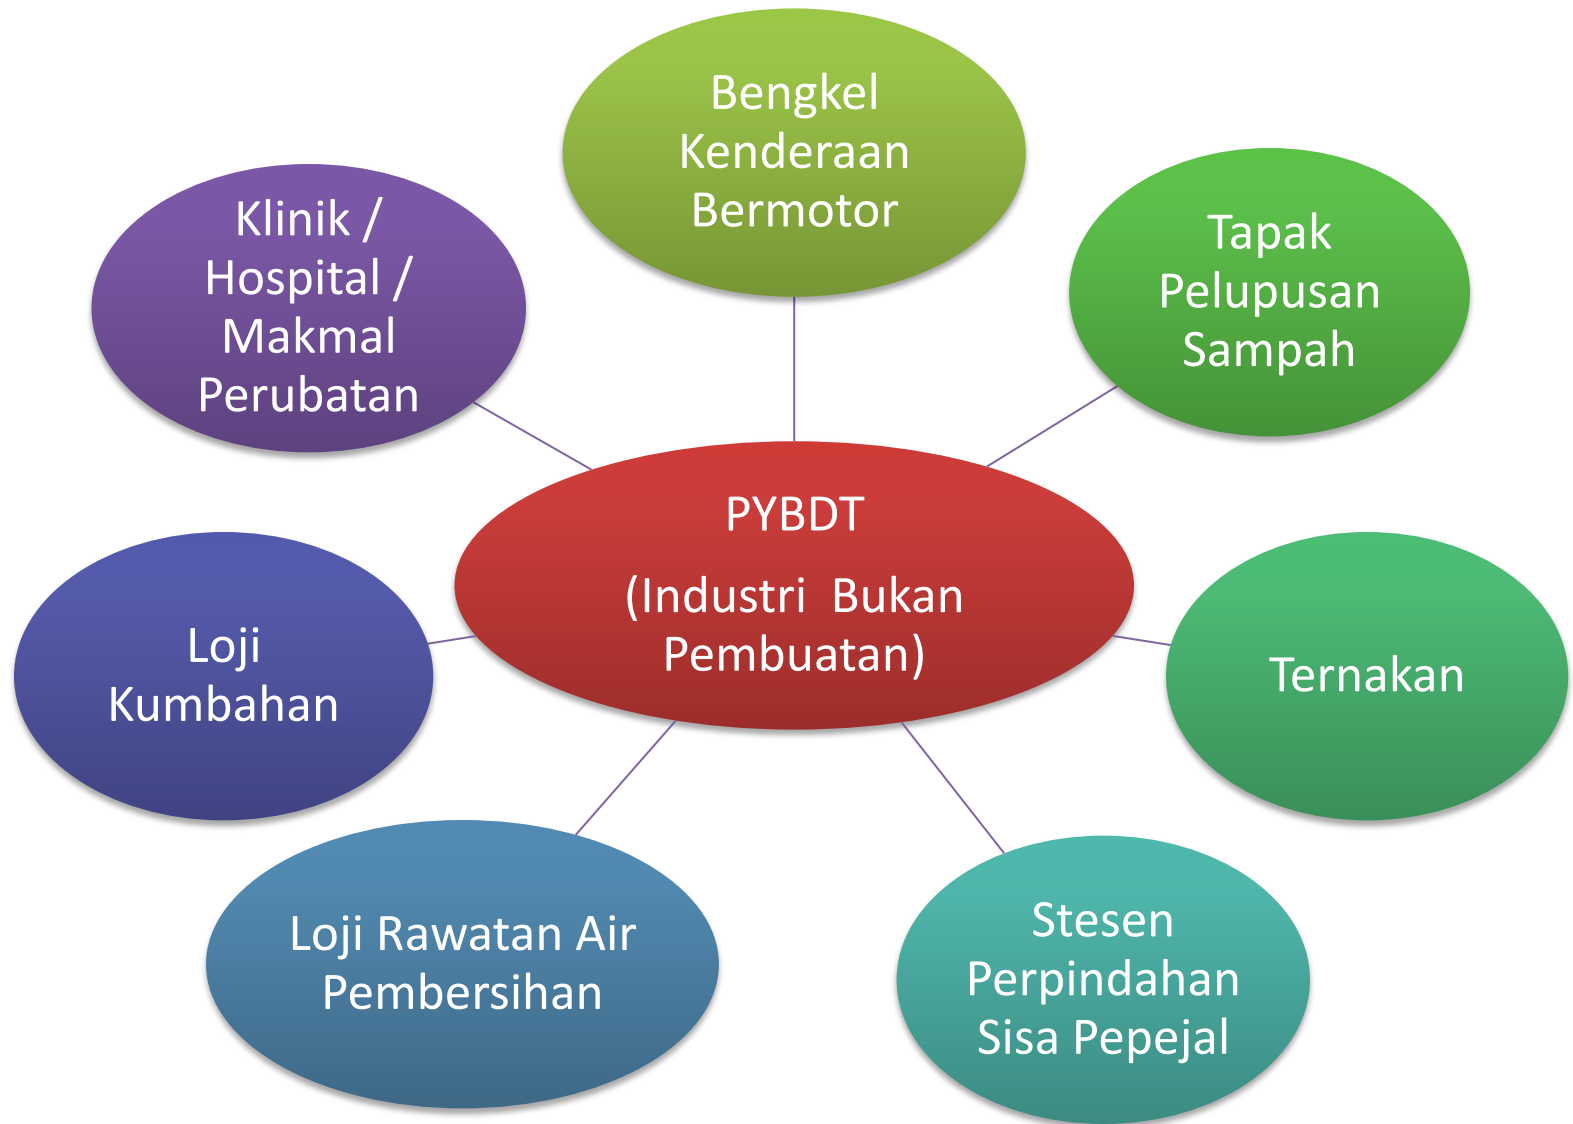 Bengkel
Kenderaan
Bermotor
Klinik /
Hospital /
Makmal
Perubatan
Tapak
Pelupusan
Sampah
PYBDT
(Industri  Bukan
Pembuatan)
Loji
Kumbahan
Ternakan
Loji Rawatan Air
Pembersihan
Stesen
Perpindahan
Sisa Pepejal